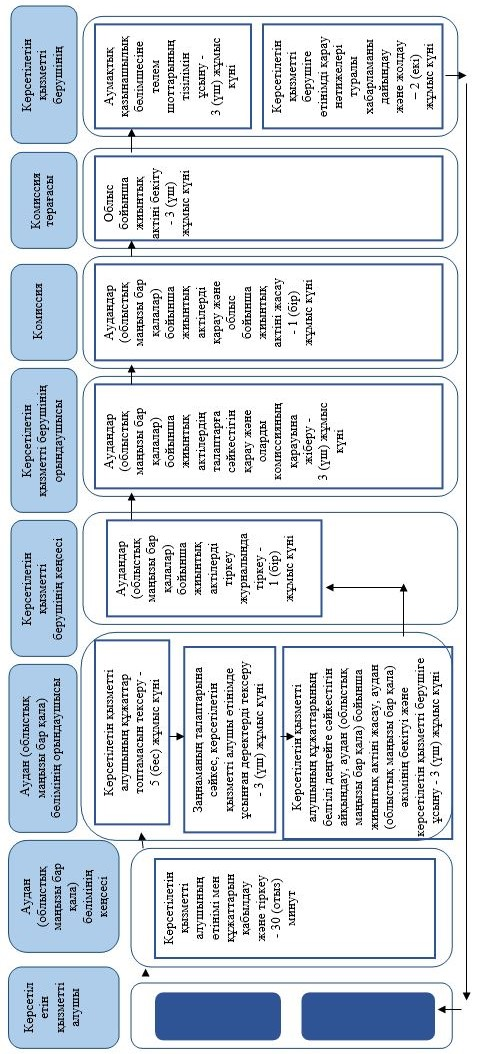 Көрсетіл
етін
қызметті
алушы
Аудан
(облыстық
маңызы бар
қала)
бөлімінің
кеңсесі
Көрсетілетін
қызметті
алушының
өтінімі мен
құжаттарын
қабылдау
және тіркеу
- 30 (отыз)
минут
Аудан (облыстық
маңызы бар қала)
бөлімінің орындаушысы
Көрсетілетін қызметті
алушының құжаттар
топтамасын тексеру -
5 (бес) жұмыс күні
Заңнаманың талаптарына
сәйкес, көрсетілетін
қызметті алушы өтінімде
ұсынған деректерді тексеру
- 3 (үш) жұмыс күні
Көрсетілетін қызметті
алушының құжаттарының
белгілі деңгейге сәйкестігін
айқындау, аудан (облыстық
маңызы бар қала) бойынша
жиынтық актіні жасау, аудан
(облыстық маңызы бар қала)
әкімінің бекітуі және
көрсетілетін қызметті берушіге
ұсыну - 3 (үш) жұмыс күні
Көрсетілетін
қызметті
берушінің кеңсесі
Аудандар
(облыстық
маңызы бар
қалалар)
бойынша
жиынтық
актілерді
тіркеу
журналында
тіркеу -
1 (бір)
жұмыс күні
Көрсетілетін
қызметті берушінің
орындаушысы
Аудандар
(облыстық
маңызы бар
қалалар)
бойынша
жиынтық
актілердің
талаптарға
сәйкестігін
қарау және
оларды
комиссияның
қарауына
жіберу -
3 (үш) жұмыс
күні
Комиссия
Аудандар
(облыстық
маңызы бар
қалалар)
бойынша
жиынтық
актілерді
қарау және
облыс
бойынша
жиынтық
актіні жасау
- 1 (бір)
жұмыс күні
Комиссия
төрағасы
Облыс
бойынша
жиынтық
актіні бекіту
- 3 (үш)
жұмыс күні
Көрсетілетін
қызметті
берушінің
Аумақтық
қазынашылық
бөлімшесіне
төлем
шоттарының
тізілімін
ұсыну -
3 (үш) жұмыс
күні
Көрсетілетін
қызметті
берушіге
өтінімді қарау
нәтижелері
туралы
хабарламаны
дайындау
және жолдау
– 2 (екі)
жұмыс күні